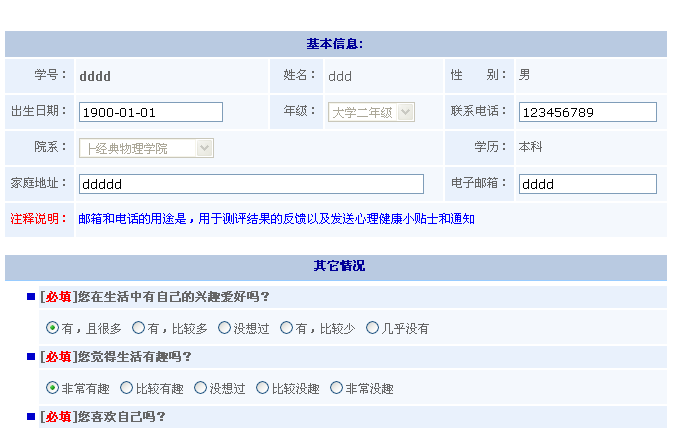 基本信息:
学号： dddd 姓名： ddd 性 别： 男
出生日期： 1900-01-01 年级： 大学二年级 联系电话： 123456789
院系： ├经典物理学院 学历： 本科
家庭地址： ddddd 电子邮箱： dddd
注释说明： 邮箱和电话的用途是，用于测评结果的反馈以及发送心理健康小贴士和通知
其它情况
[必填]您在生活中有自己的兴趣爱好吗？
有，且很多 有，比较多 没想过 有，比较少 几乎没有
[必填]您觉得生活有趣吗？
非常有趣 比较有趣 没想过 比较没趣 非常没趣
[必填]您喜欢自己吗？